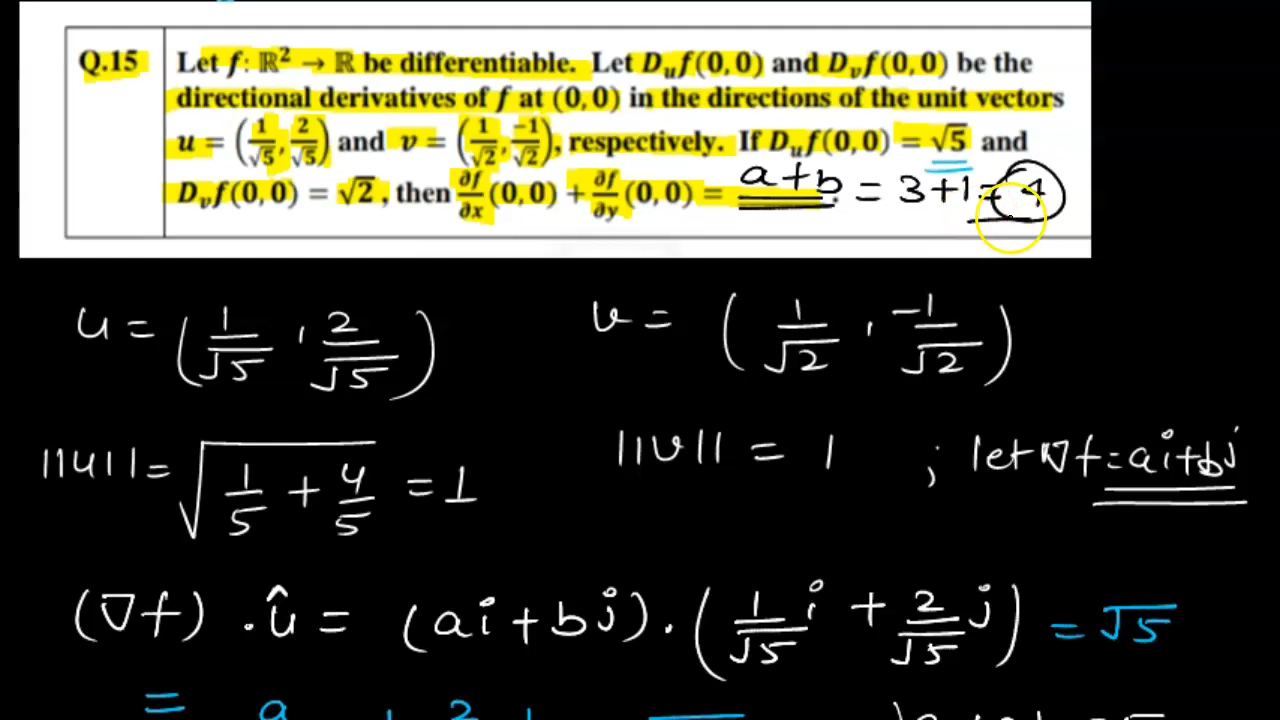 Q.15 Let f: ℝ² → ℝ be differentiable. Let D_u f(0,0) and D_v f(0,0) be the
directional derivatives of f at (0,0) in the directions of the unit vectors
u = (1/√5, 2/√5) and v = (1/√2, -1/√2), respectively. If D_u f(0,0) = √5 and
D_v f(0,0) = √2, then ∂f/∂x (0,0) + ∂f/∂y (0,0) = a+b = 3+1 = 4
u = (1/√5, 2/√5) v = (1/√2, -1/√2)
||u|| = √(1/5 + 4/5) = 1 ||v|| = 1 ; let ∇f = ai+bj
(∇f) · û = (ai+bj) · (1/√5 i + 2/√5 j) = √5
=